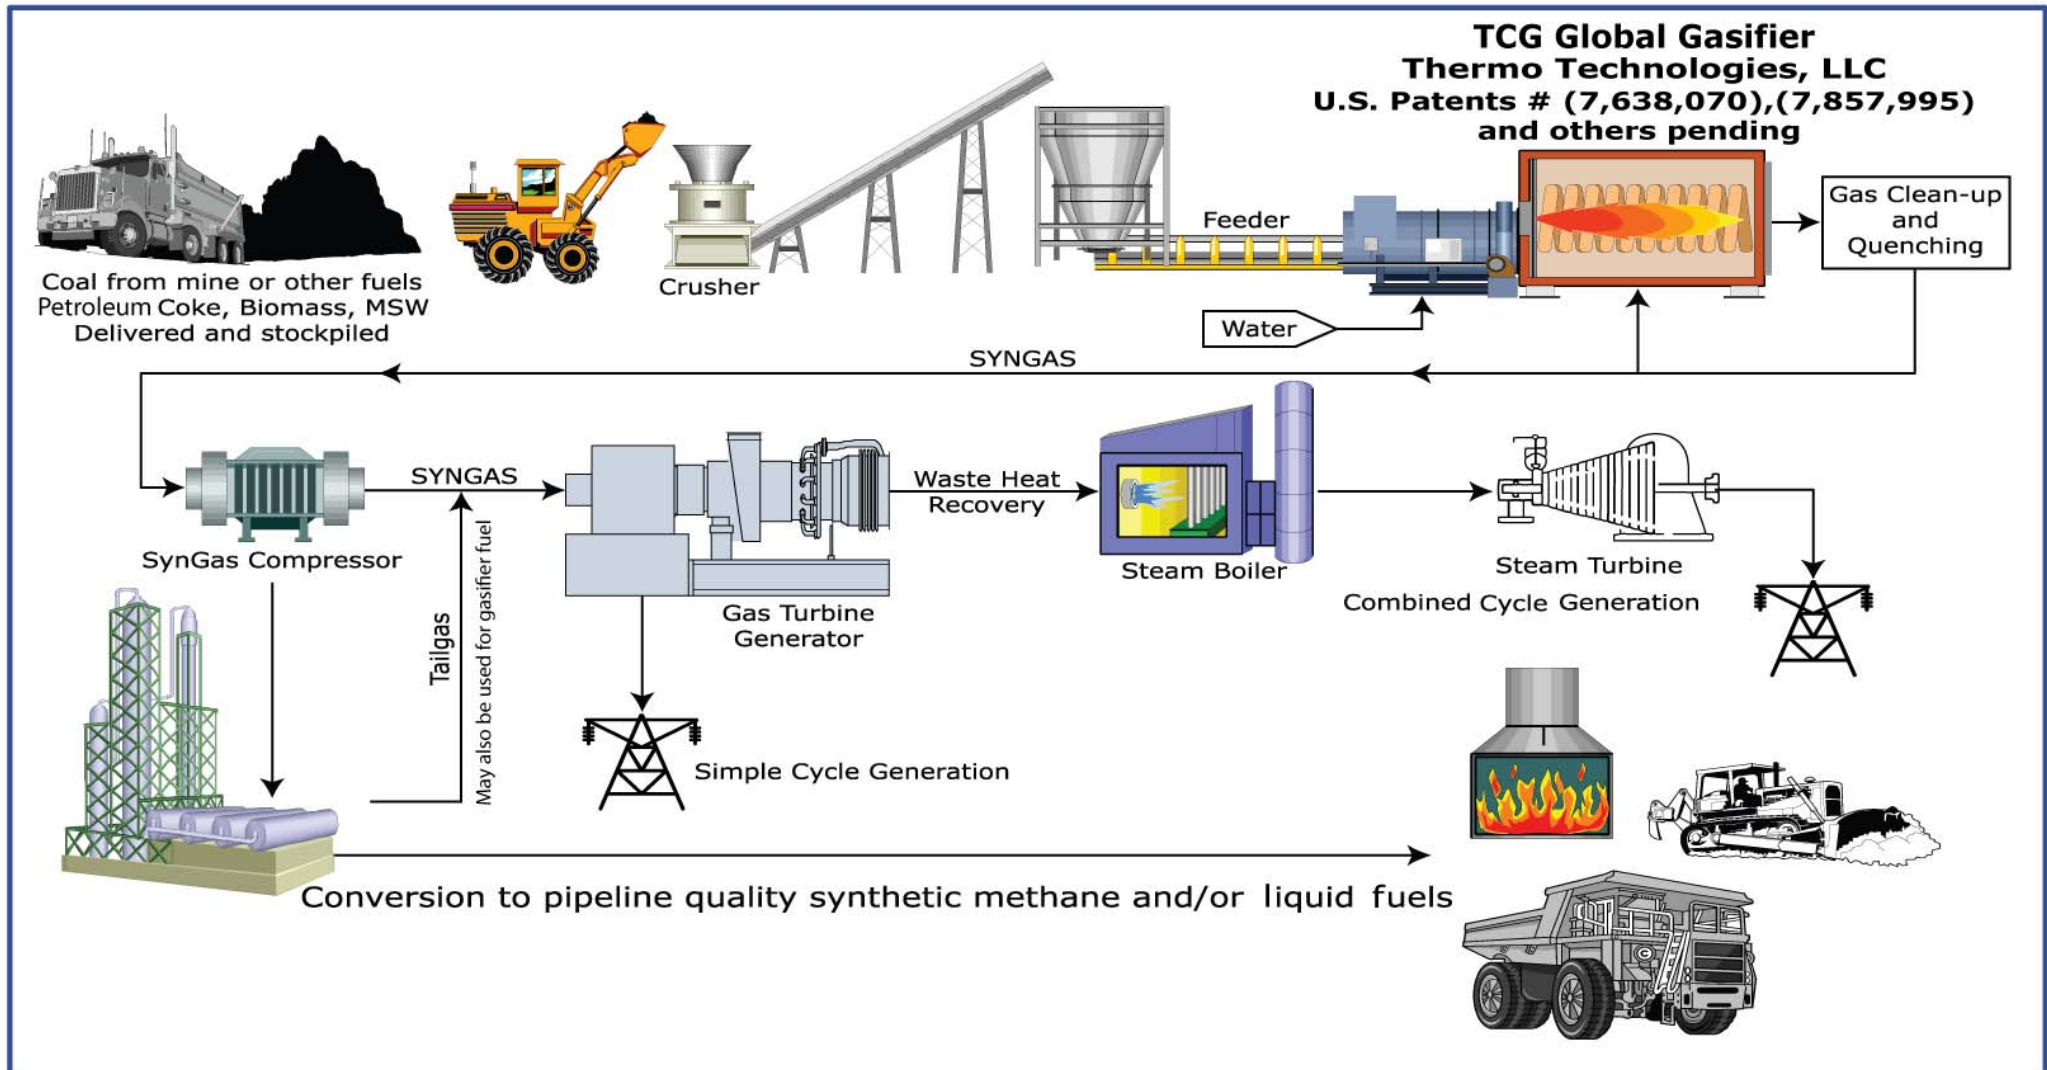 TCG Global Gasifier
Thermo Technologies, LLC
U.S. Patents # (7,638,070),(7,857,995)
and others pending
Coal from mine or other fuels
Petroleum Coke, Biomass, MSW
Delivered and stockpiled
Crusher
Feeder
Water
Gas Clean-up
and
Quenching
SYNGAS
SynGas Compressor
SYNGAS
Tailgas
May also be used for gasifier fuel
Gas Turbine
Generator
Simple Cycle Generation
Waste Heat
Recovery
Steam Boiler
Steam Turbine
Combined Cycle Generation
Conversion to pipeline quality synthetic methane and/or liquid fuels